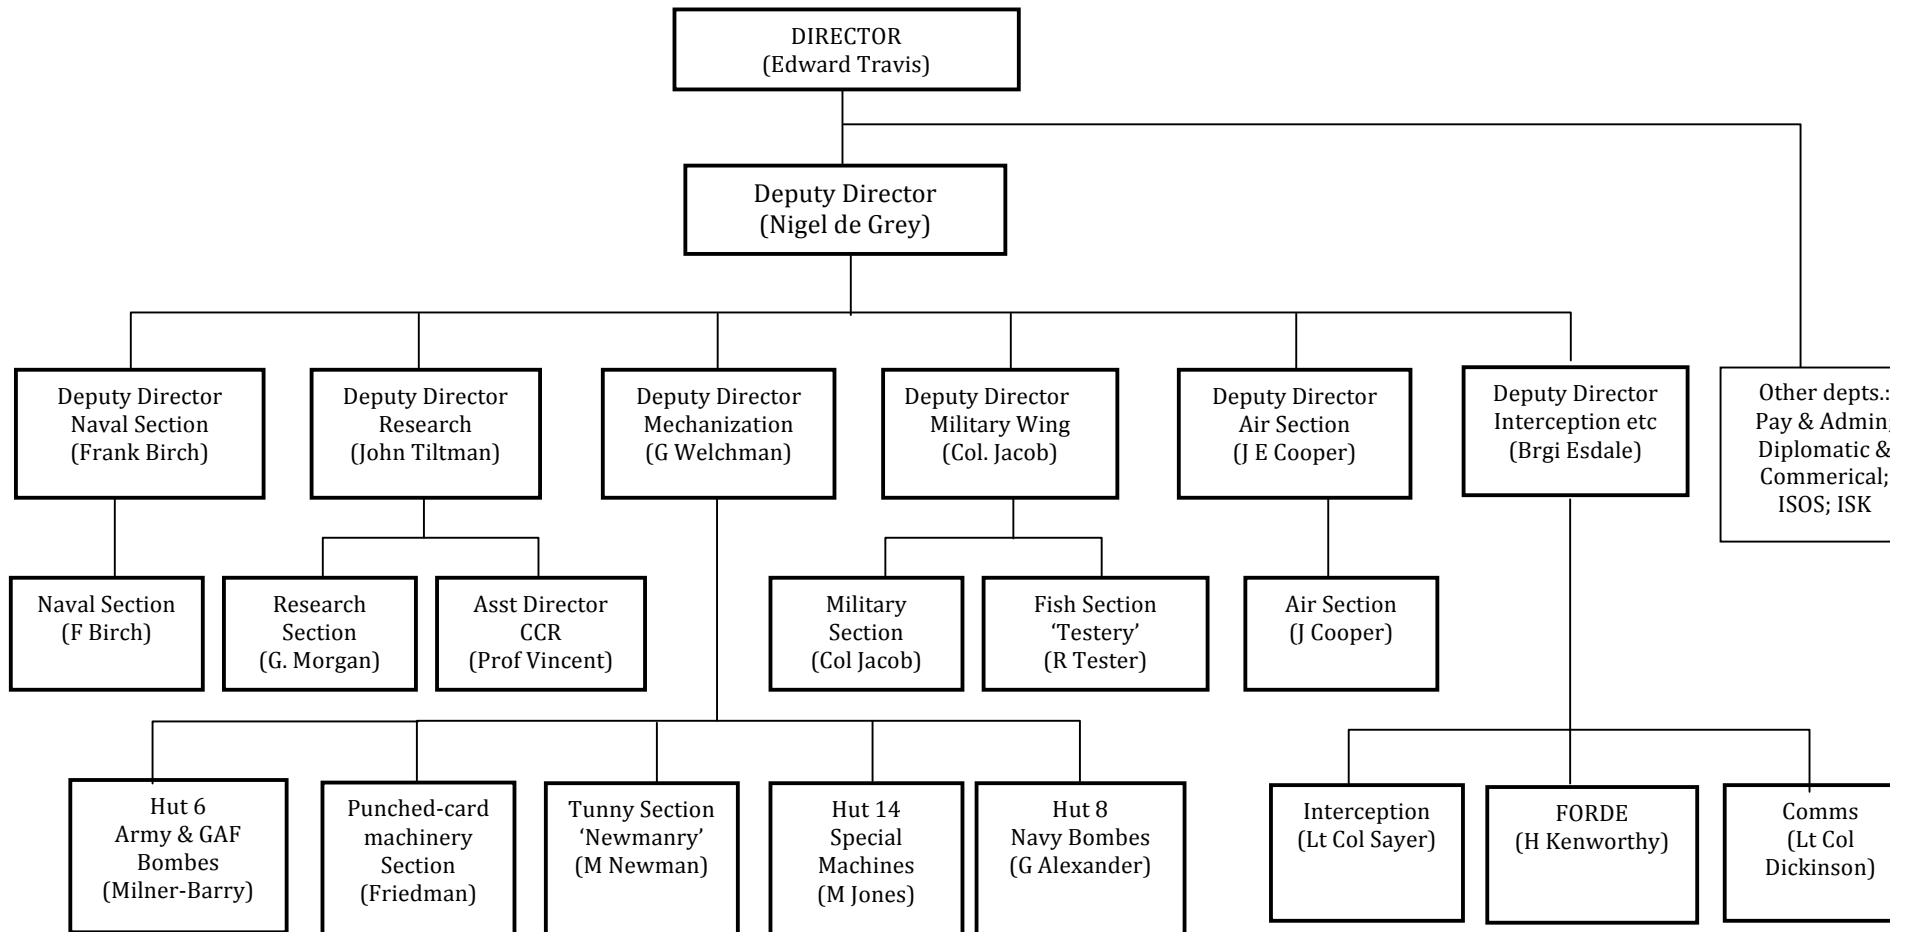 DIRECTOR
(Edward Travis)
Deputy Director
(Nigel de Grey)
Deputy Director
Naval Section
(Frank Birch)
Deputy Director
Research
(John Tiltman)
Deputy Director
Mechanization
(G Welchman)
Deputy Director
Military Wing
(Col. Jacob)
Deputy Director
Air Section
(J E Cooper)
Deputy Director
Interception etc
(Brgi Esdale)
Other depts.:
Pay & Admin;
Diplomatic &
Commerical;
ISOS; ISK
Naval Section
(F Birch)
Research
Section
(G. Morgan)
Asst Director
CCR
(Prof Vincent)
Military
Section
(Col Jacob)
Fish Section
‘Testery’
(R Tester)
Air Section
(J Cooper)
Hut 6
Army & GAF
Bombes
(Milner-Barry)
Punched-card
machinery
Section
(Friedman)
Tunny Section
‘Newmanry’
(M Newman)
Hut 14
Special
Machines
(M Jones)
Hut 8
Navy Bombes
(G Alexander)
Interception
(Lt Col Sayer)
FORDE
(H Kenworthy)
Comms
(Lt Col
Dickinson)